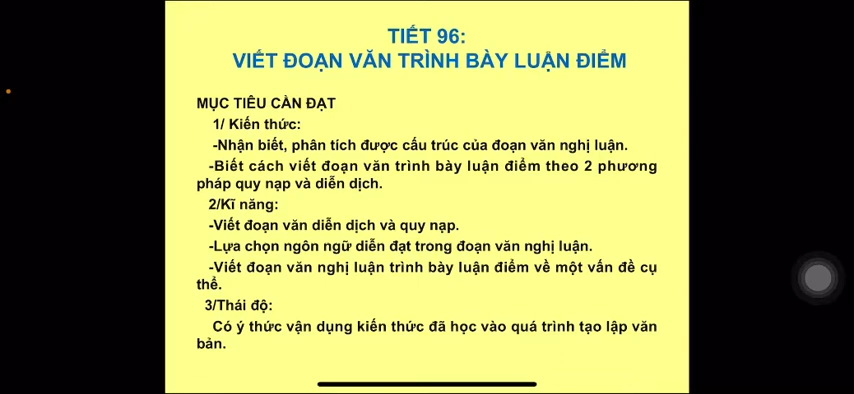 TIẾT 96:
VIẾT ĐOẠN VĂN TRÌNH BÀY LUẬN ĐIỂM
MỤC TIÊU CẦN ĐẠT
1/ Kiến thức:
-Nhận biết, phân tích được cấu trúc của đoạn văn nghị luận.
-Biết cách viết đoạn văn trình bày luận điểm theo 2 phương
pháp quy nạp và diễn dịch.
2/Kĩ năng:
-Viết đoạn văn diễn dịch và quy nạp.
-Lựa chọn ngôn ngữ diễn đạt trong đoạn văn nghị luận.
-Viết đoạn văn nghị luận trình bày luận điểm về một vấn đề cụ
thể.
3/Thái độ:
Có ý thức vận dụng kiến thức đã học vào quá trình tạo lập văn
bản.